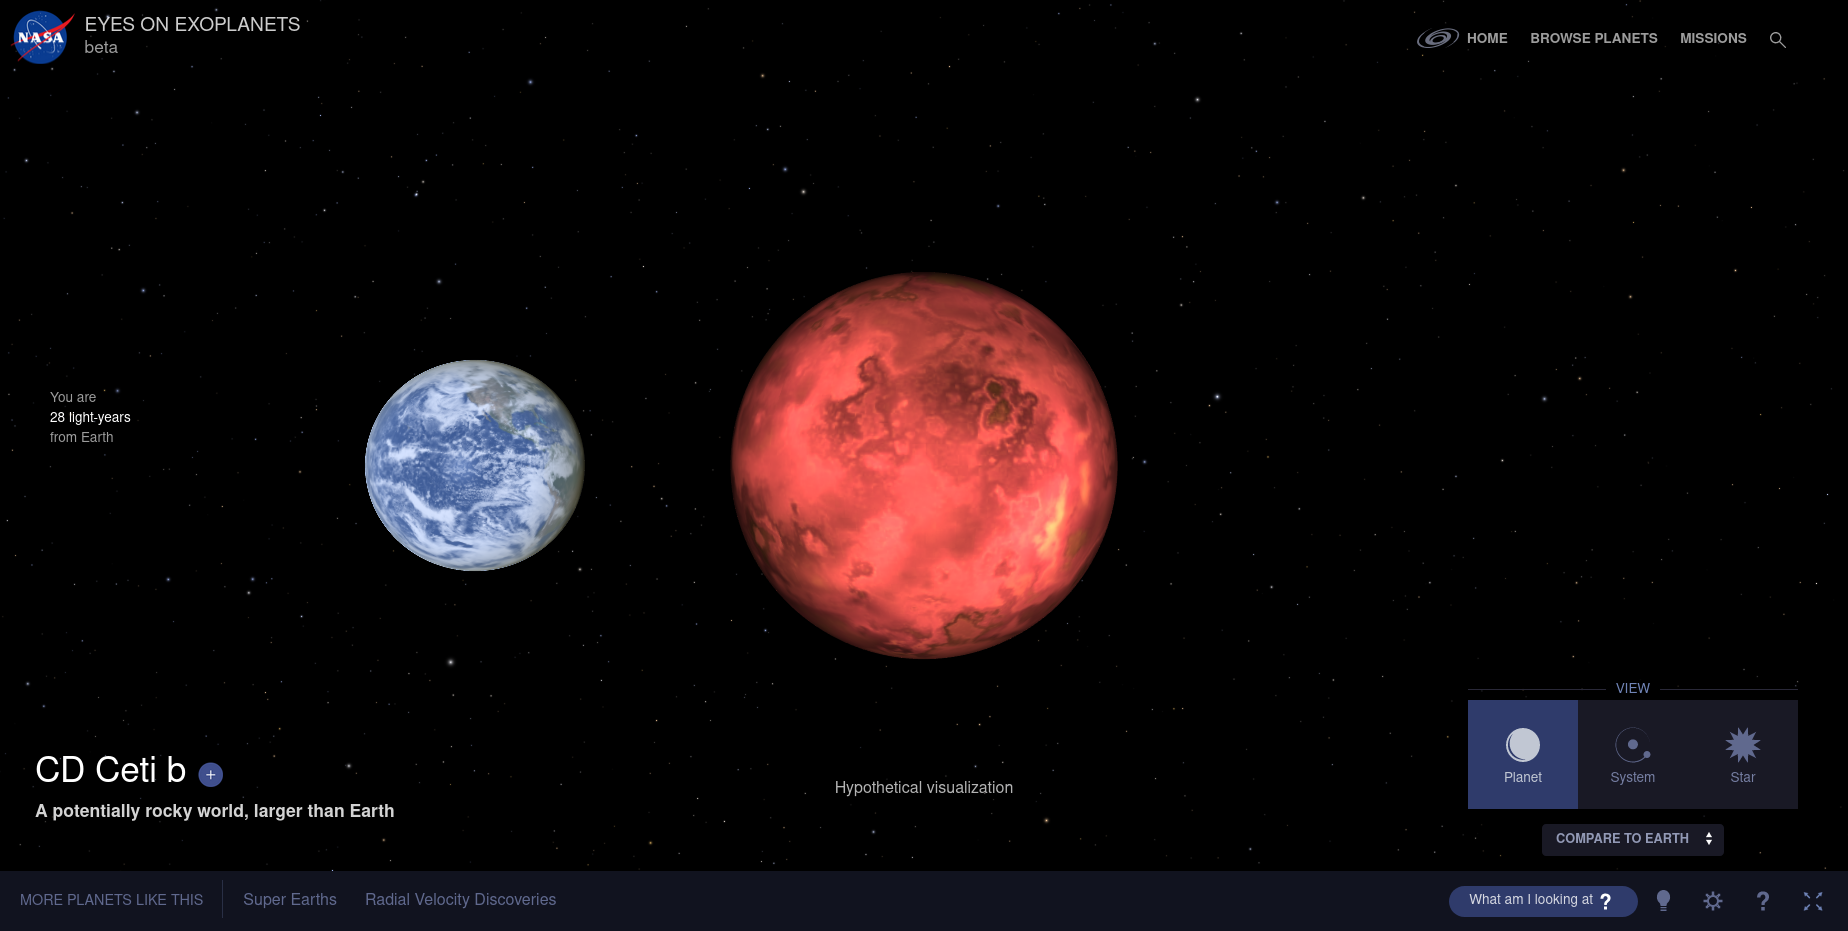 NASA
EYES ON EXOPLANETS
beta
HOME
BROWSE PLANETS
MISSIONS
You are
28 light-years
from Earth
CD Ceti b +
A potentially rocky world, larger than Earth
Hypothetical visualization
VIEW
Planet
System
Star
COMPARE TO EARTH
MORE PLANETS LIKE THIS
Super Earths
Radial Velocity Discoveries
What am I looking at ?
?